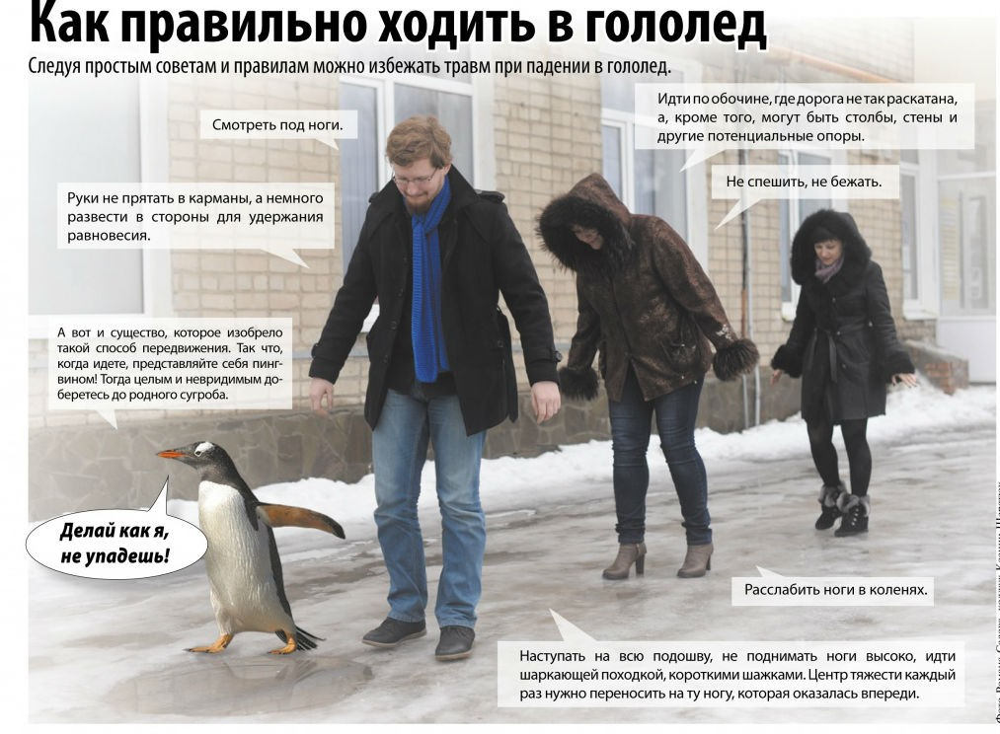 Как правильно ходить в гололед
Следуя простым советам и правилам можно избежать травм при падении в гололед.
Смотреть под ноги.
Идти по обочине, где дорога не так раскатана,
а, кроме того, могут быть столбы, стены и
другие потенциальные опоры.
Не спешить, не бежать.
Руки не прятать в карманы, а немного
развести в стороны для удержания
равновесия.
А вот и существо, которое изобрело
такой способ передвижения. Так что,
когда идете, представляйте себя пинг-
вином! Тогда целым и невридимым до-
беретесь до родного сугроба.
Делай как я,
не упадешь!
Расслабить ноги в коленях.
Наступать на всю подошву, не поднимать ноги высоко, идти
шаркающей походкой, короткими шажками. Центр тяжести каждый
раз нужно переносить на ту ногу, которая оказалась впереди.